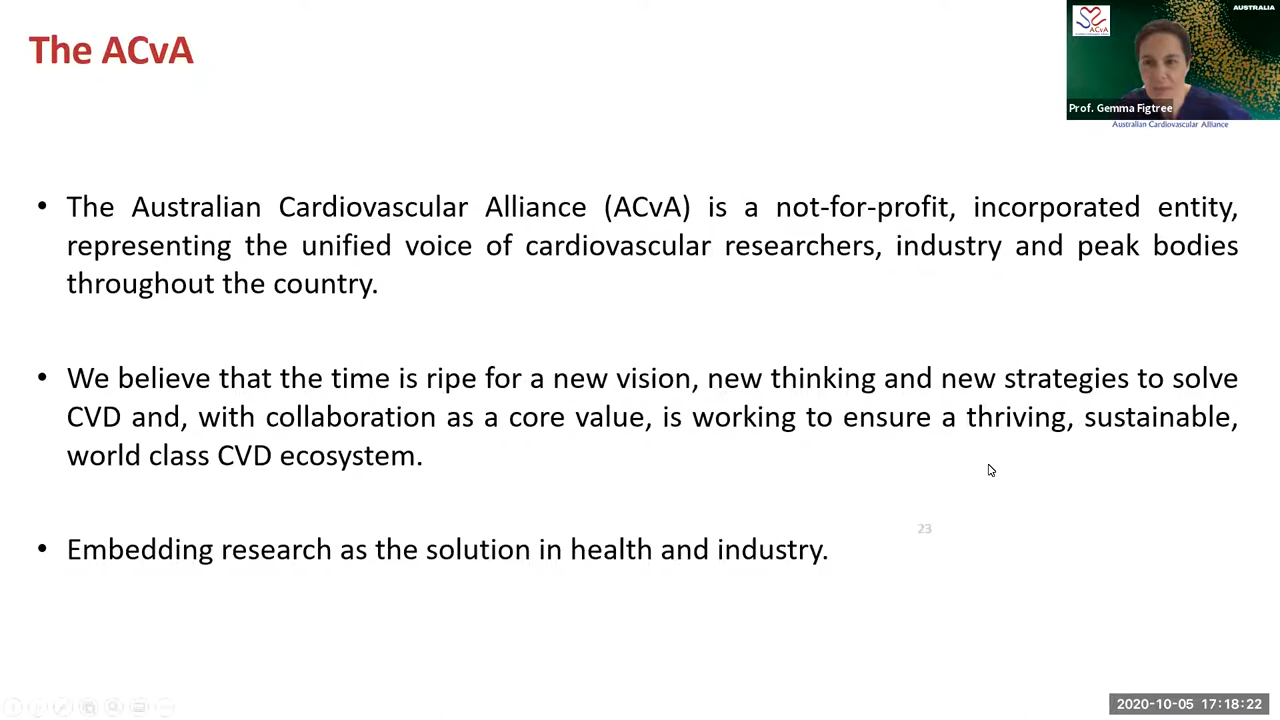 The ACvA
AUSTRALIA
ACvA
Prof. Gemma Figtree
Australian Cardiovascular Alliance
• The Australian Cardiovascular Alliance (ACvA) is a not-for-profit, incorporated entity,
representing the unified voice of cardiovascular researchers, industry and peak bodies
throughout the country.
• We believe that the time is ripe for a new vision, new thinking and new strategies to solve
CVD and, with collaboration as a core value, is working to ensure a thriving, sustainable,
world class CVD ecosystem.
23
• Embedding research as the solution in health and industry.
2020-10-05 17:18:22